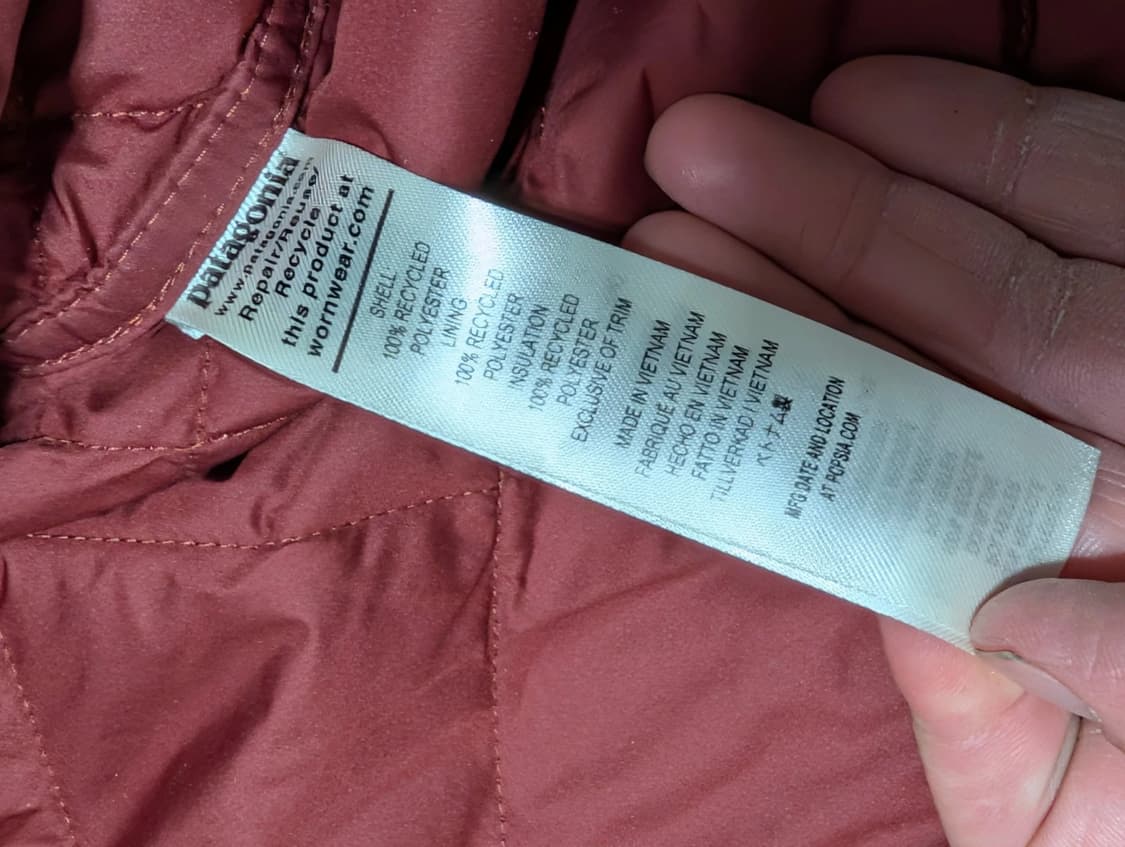 patagonia
www.patagonia.com
Repair/Reuse/
Recycle
this product at
wornwear.com
SHELL
100% RECYCLED
POLYESTER
LINING
100% RECYCLED
POLYESTER
INSULATION
100% RECYCLED
POLYESTER
EXCLUSIVE OF TRIM
MADE IN VIETNAM
FABRIQUÉ AU VIETNAM
HECHO EN VIETNAM
FATTO IN VIETNAM
TILLVERKAD I VIETNAM
ベトナム製
MFG DATE AND LOCATION
AT PCPSIA.COM